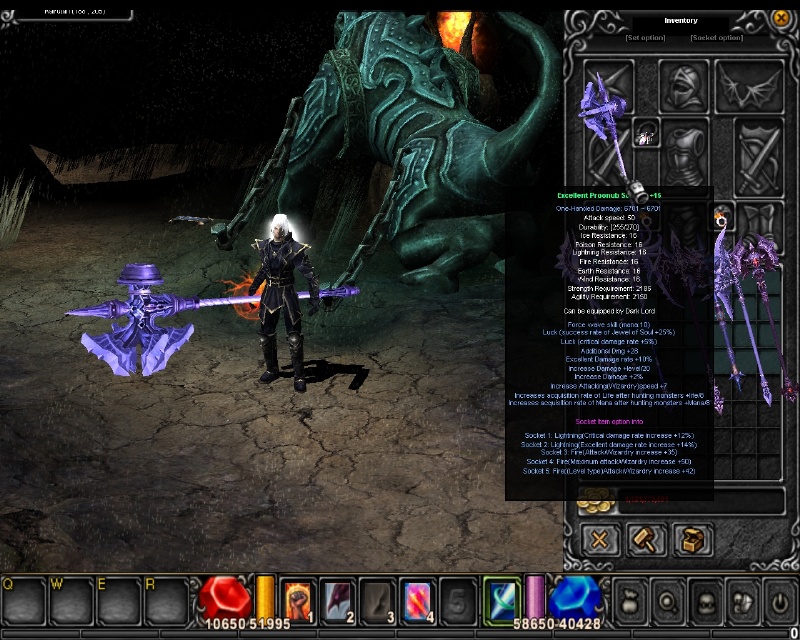 Inventory
[Set option] [Socket option]
Excellent Proonub +15
One-Handed Damage: 6781 ~ 6701
Attack speed: 50
Durability: [255/270]
Ice Resistance: 16
Poison Resistance: 16
Lightning Resistance: 16
Fire Resistance: 16
Earth Resistance: 16
Wind Resistance: 16
Strength Requirement: 2186
Agility Requirement: 2150
Can be equipped by Dark Lord
Force wave skill (mana:10)
Luck (success rate of Jewel of Soul +25%)
Luck (critical damage rate +5%)
Additional Dmg +28
Excellent Damage rate +10%
Increase Damage +level/20
Increase Damage +2%
Increase Attacking(Wizardry)speed +7
Increases acquisition rate of Life after hunting monsters +life/8
Increases acquisition rate of Mana after hunting monsters +Mana/8
Socket item option info
Socket 1: Lightning(Critical damage rate increase +12%)
Socket 2: Lightning(Excellent damage rate increase +14%)
Socket 3: Fire(Attack/Wizardry increase +35)
Socket 4: Fire(Maximum attack/Wizardry increase +50)
Socket 5: Fire((Level type)Attack/Wizardry increase +42)
Q W E R
1 2 3 4 5
10650 51995 58650 40428
0